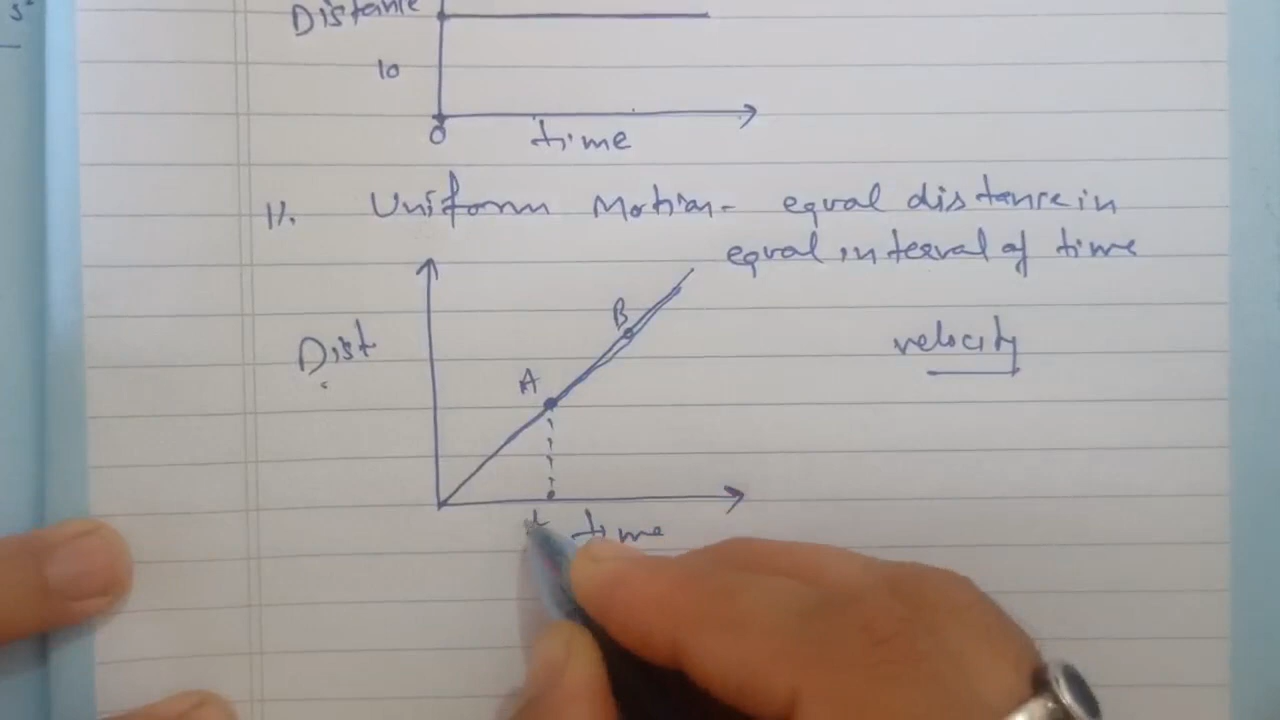 Distance
10
0
time
11. Uniform Motion - equal distance in
equal interval of time
B
Dist
velocity
A
t
time